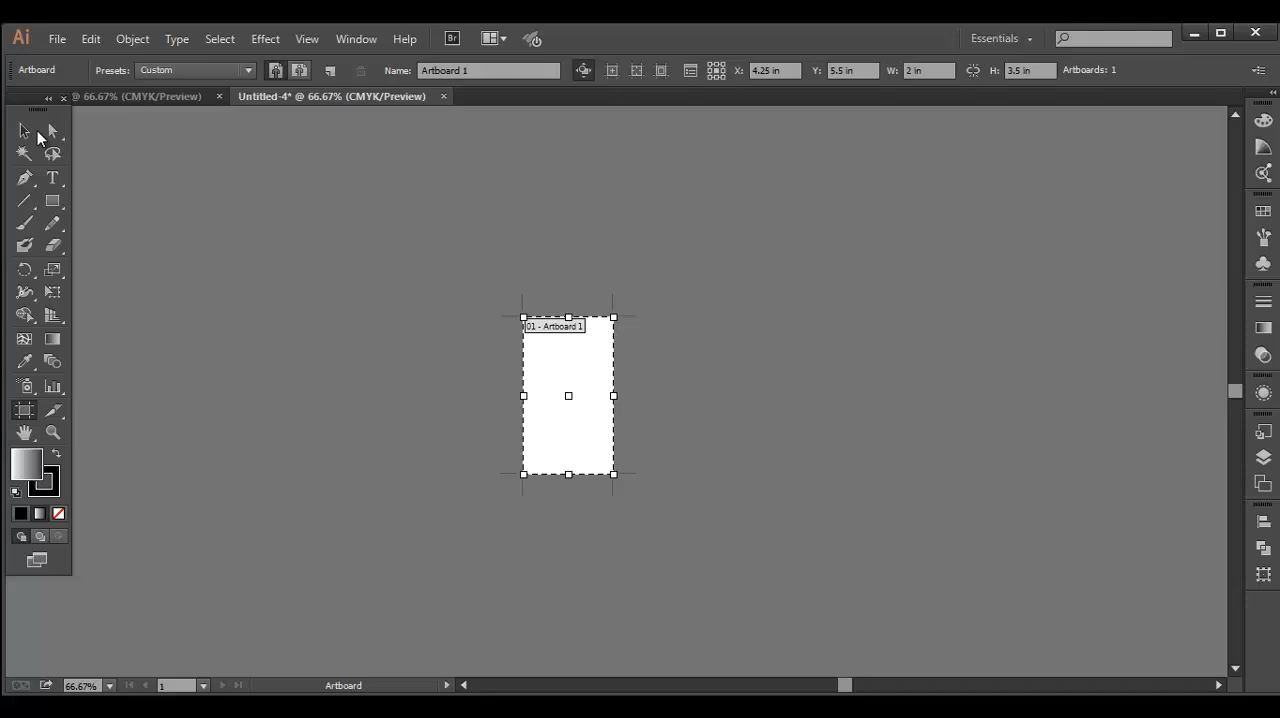 Ai File Edit Object Type Select Effect View Window Help Br Essentials
Artboard Presets: Custom Name: Artboard 1 X: 4.25 in Y: 5.5 in W: 2 in H: 3.5 in Artboards: 1
@ 66.67% (CMYK/Preview) × Untitled-4* @ 66.67% (CMYK/Preview) ×
01 - Artboard 1
66.67% 1 Artboard